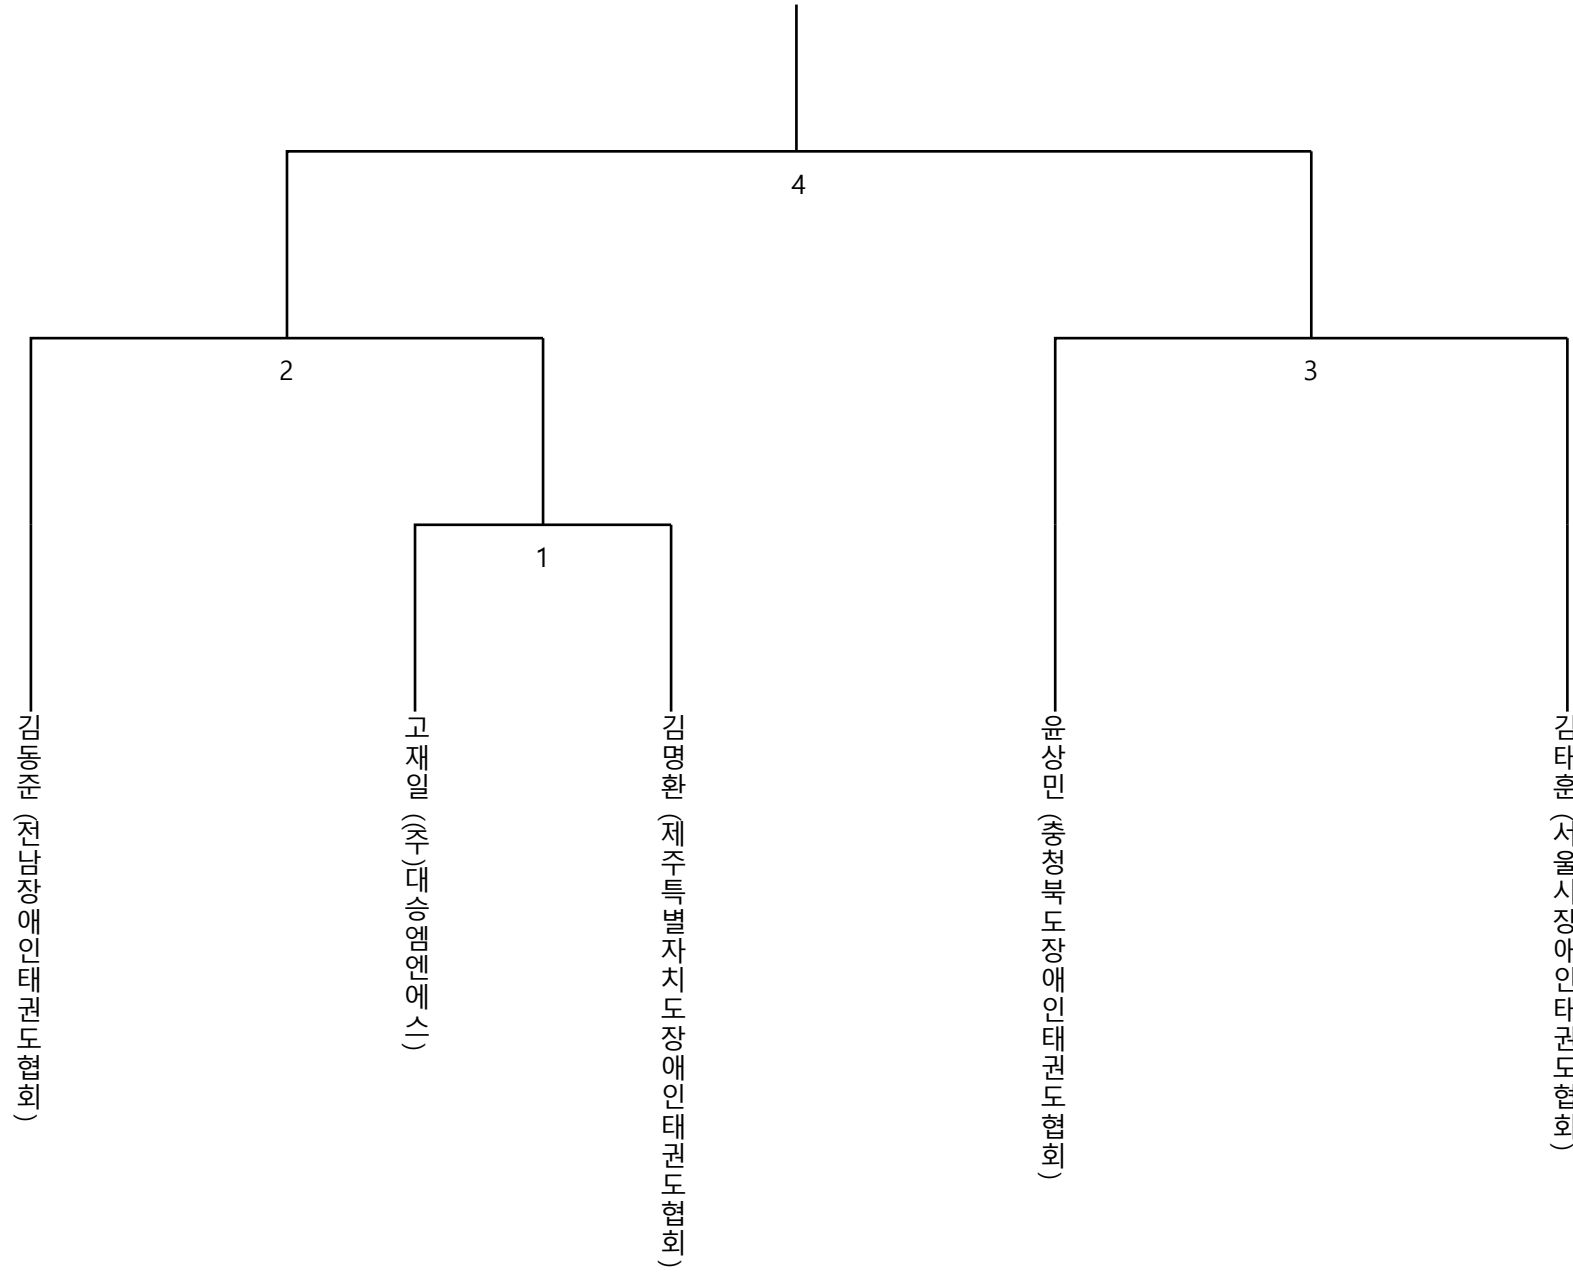 4
2
3
1
김동준 (전남장애인태권도협회)
고재일 ((주)대승엠엔에스)
김명환 (제주특별자치도장애인태권도협회)
윤상민 (충청북도장애인태권도협회)
김태훈 (서울시장애인태권도협회)